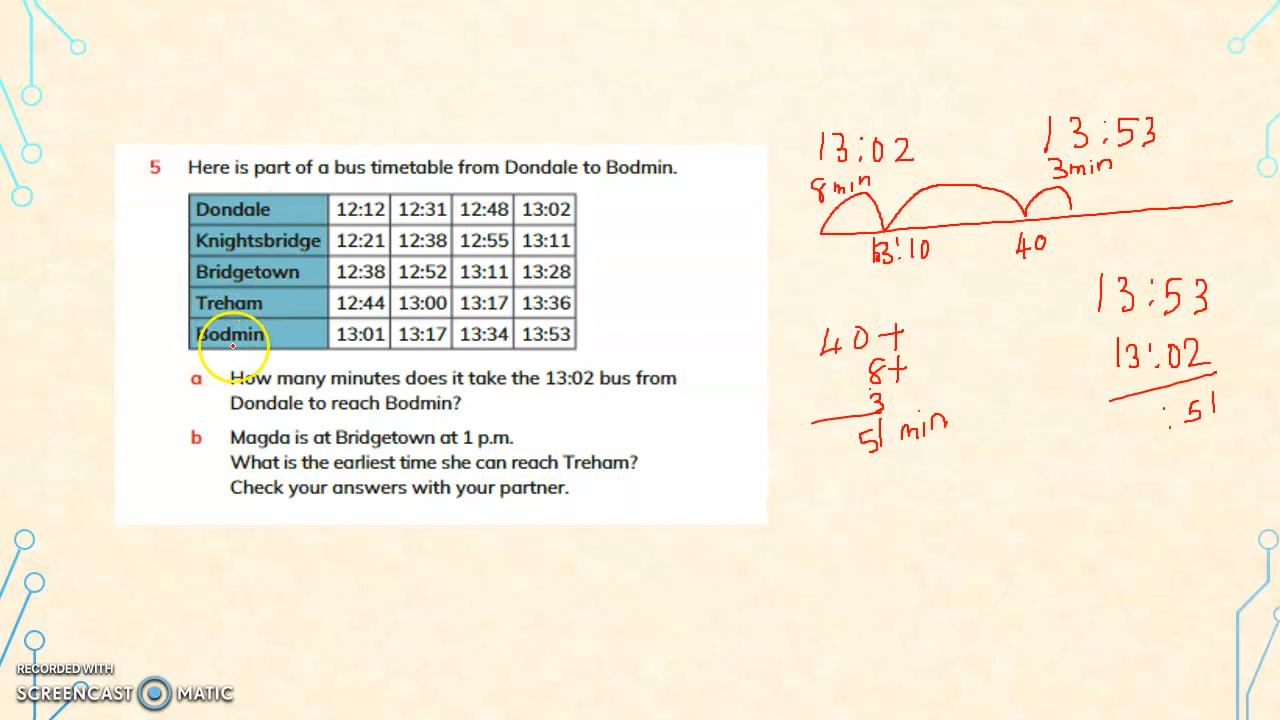 5 Here is part of a bus timetable from Dondale to Bodmin.
Dondale 12:12 12:31 12:48 13:02
Knightsbridge 12:21 12:38 12:55 13:11
Bridgetown 12:38 12:52 13:11 13:28
Treham 12:44 13:00 13:17 13:36
Bodmin 13:01 13:17 13:34 13:53
a How many minutes does it take the 13:02 bus from
Dondale to reach Bodmin?
b Magda is at Bridgetown at 1 p.m.
What is the earliest time she can reach Treham?
Check your answers with your partner.
13:02
13:53
8 min
3 min
13:10
40
40+
8+
3
51 min
13:53
13:02
:51
RECORDED WITH
SCREENCAST MATIC